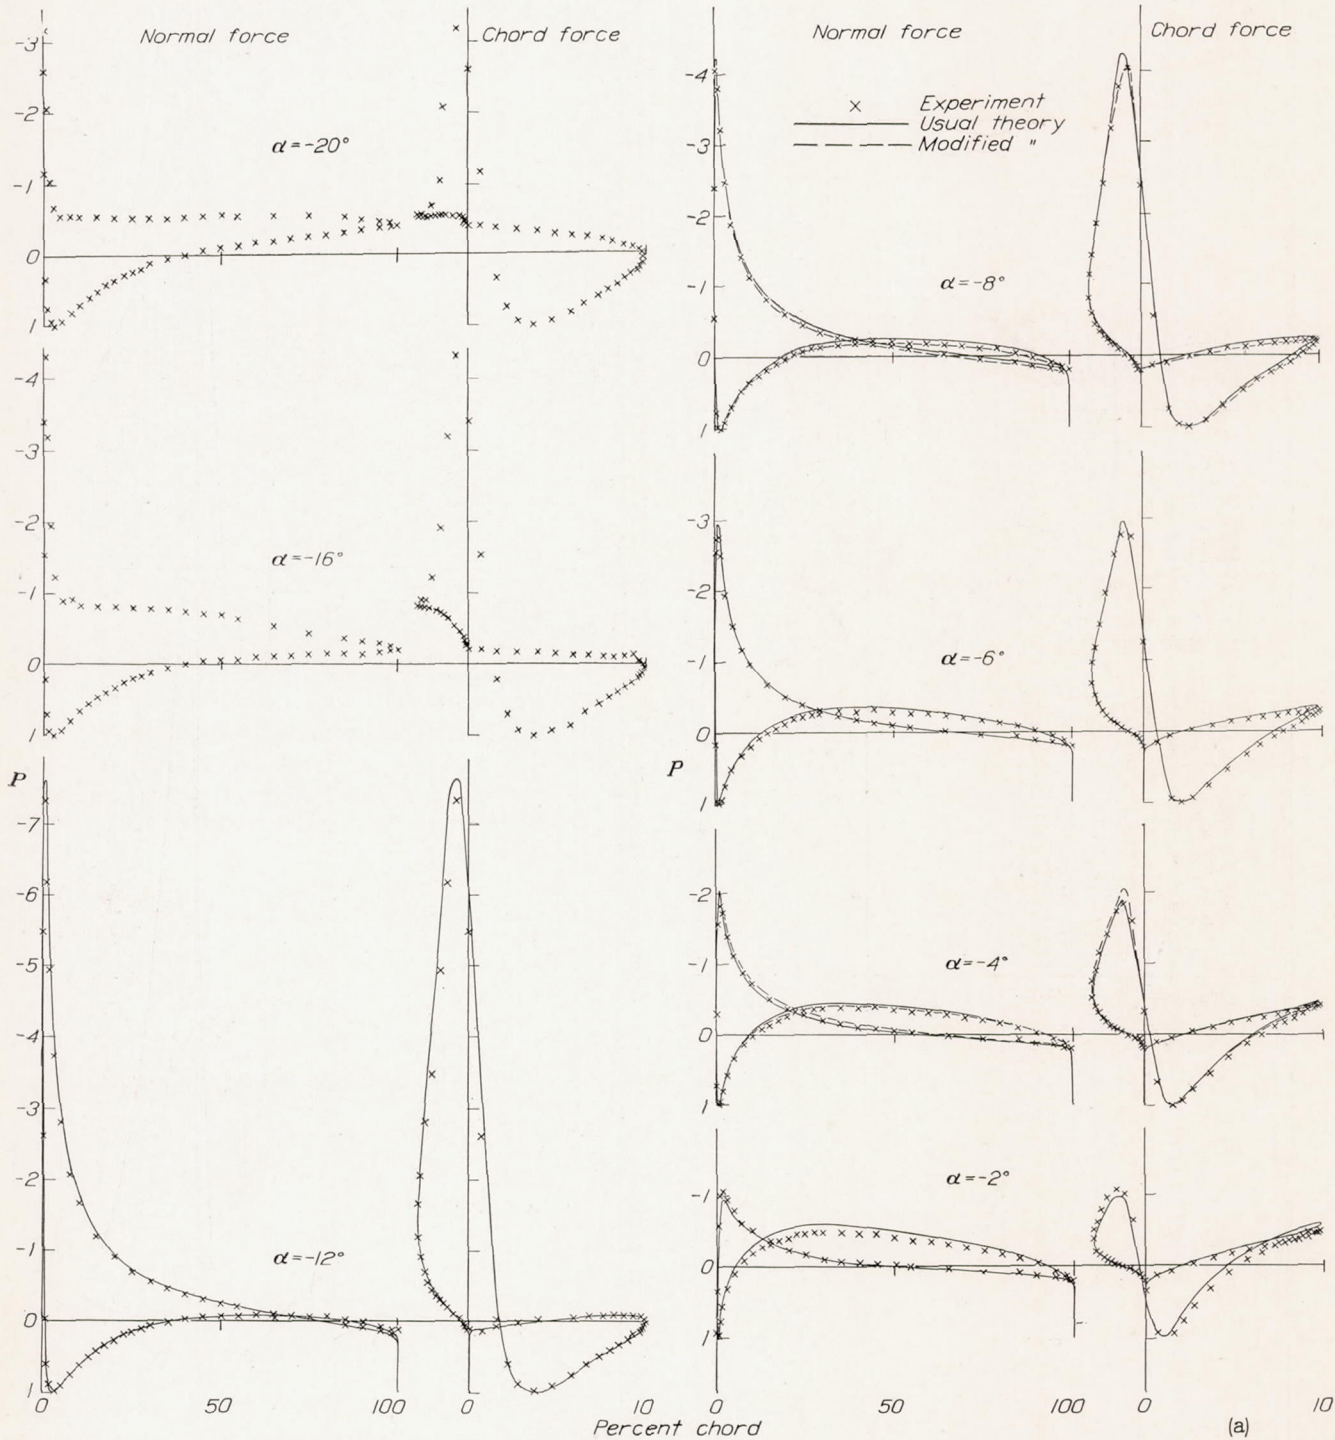 Normal force
Chord force
-3
-2
α=-20°
-1
0
1
-4
-3
-2
α=-16°
-1
0
1
P
-7
-6
-5
-4
-3
-2
-1
α=-12°
0
1
0 50 100 0 10
Normal force
Chord force
-4
× Experiment
Usual theory
Modified "
-3
-2
-1
α=-8°
0
1
-3
-2
-1
α=-6°
0
P
1
-2
-1
α=-4°
0
1
-1
α=-2°
0
1
0 50 100 0 10
Percent chord
(a)